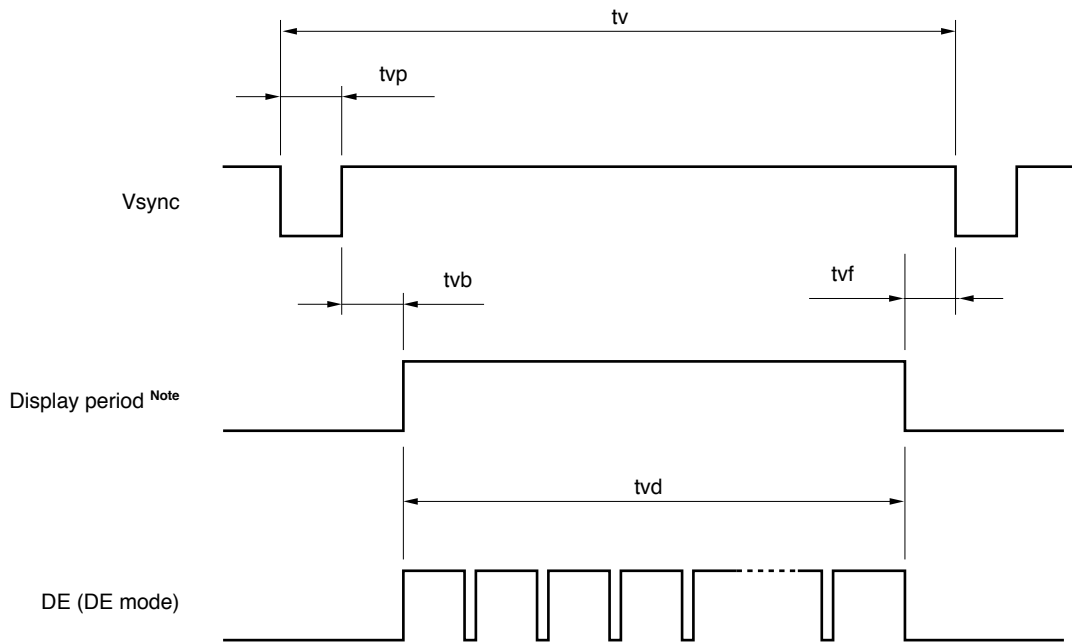 tv
tvp
Vsync
tvb
tvf
Display period Note
tvd
DE (DE mode)